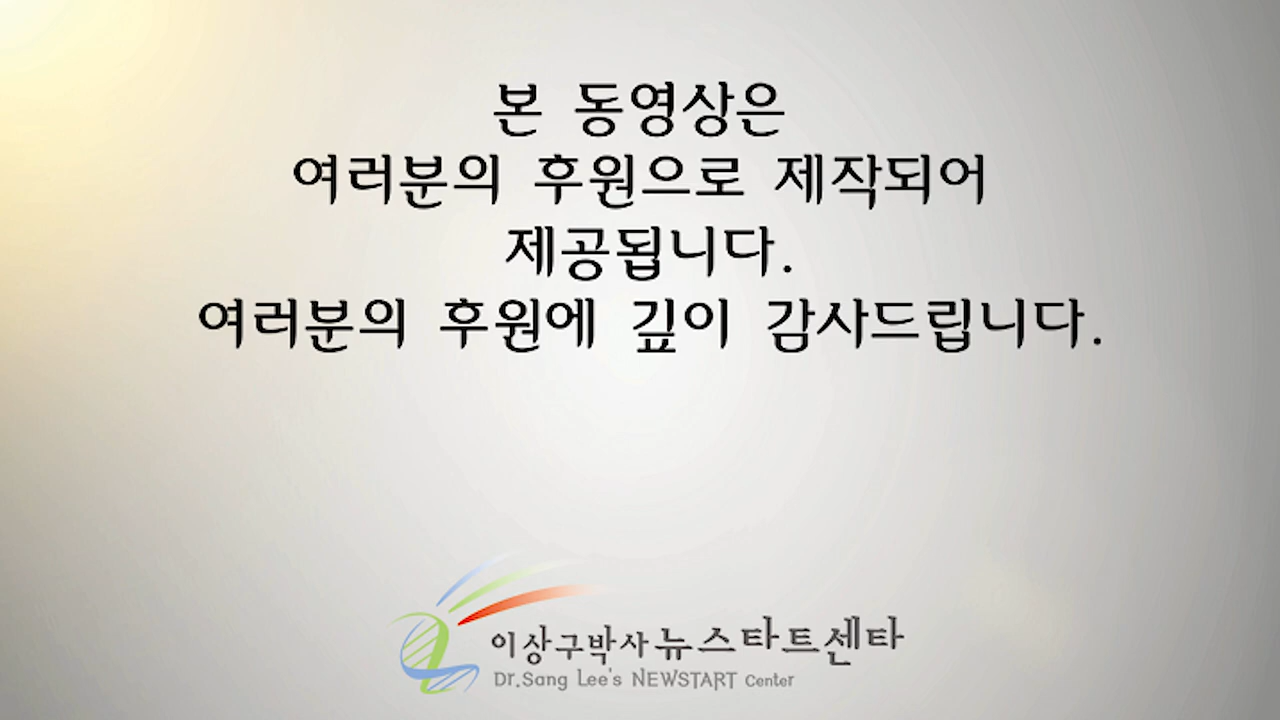 본 동영상은
여러분의 후원으로 제작되어
제공됩니다.
여러분의 후원에 깊이 감사드립니다.
이상구박사 뉴스타트센타
Dr.Sang Lee's NEWSTART Center